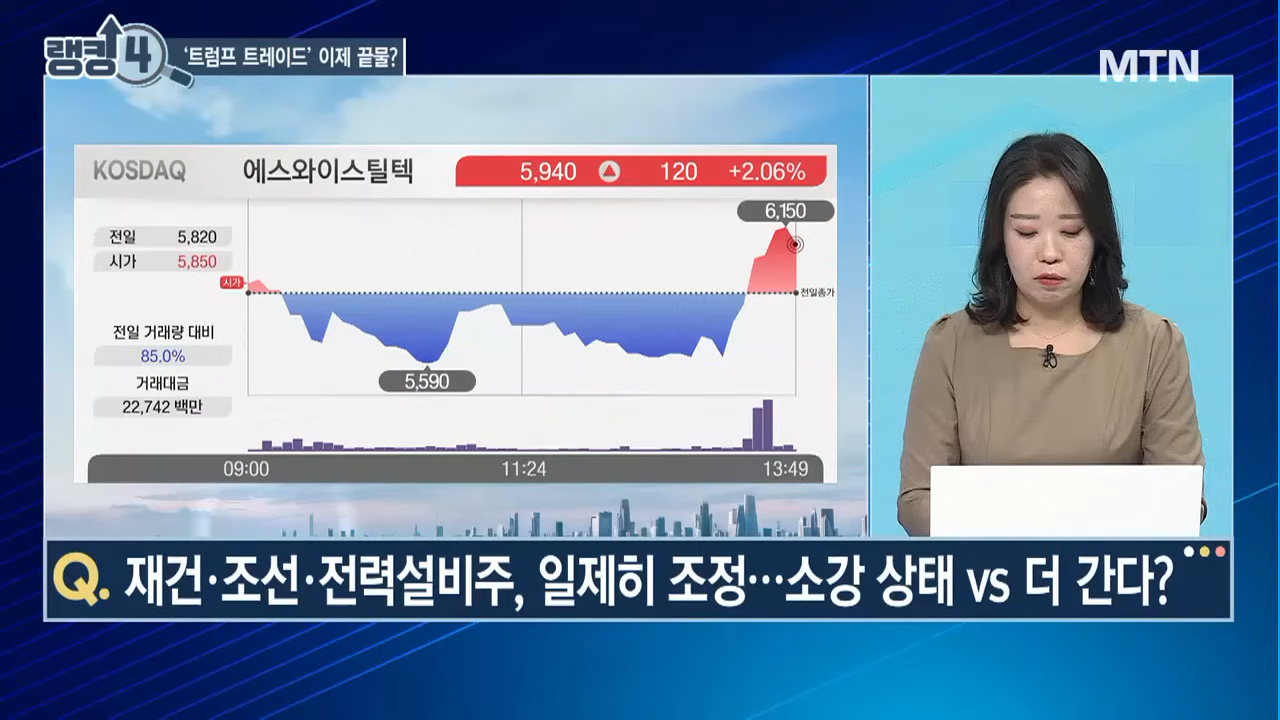 랭킹4
'트럼프 트레이드' 이제 끝물?
MTN
KOSDAQ 에스와이스틸텍 5,940 ▲ 120 +2.06%
6,150
전일 5,820
시가 5,850
시가
전일종가
전일 거래량 대비
85.0%
5,590
거래대금
22,742 백만
09:00 11:24 13:49
Q. 재건·조선·전력설비주, 일제히 조정…소강 상태 vs 더 간다?